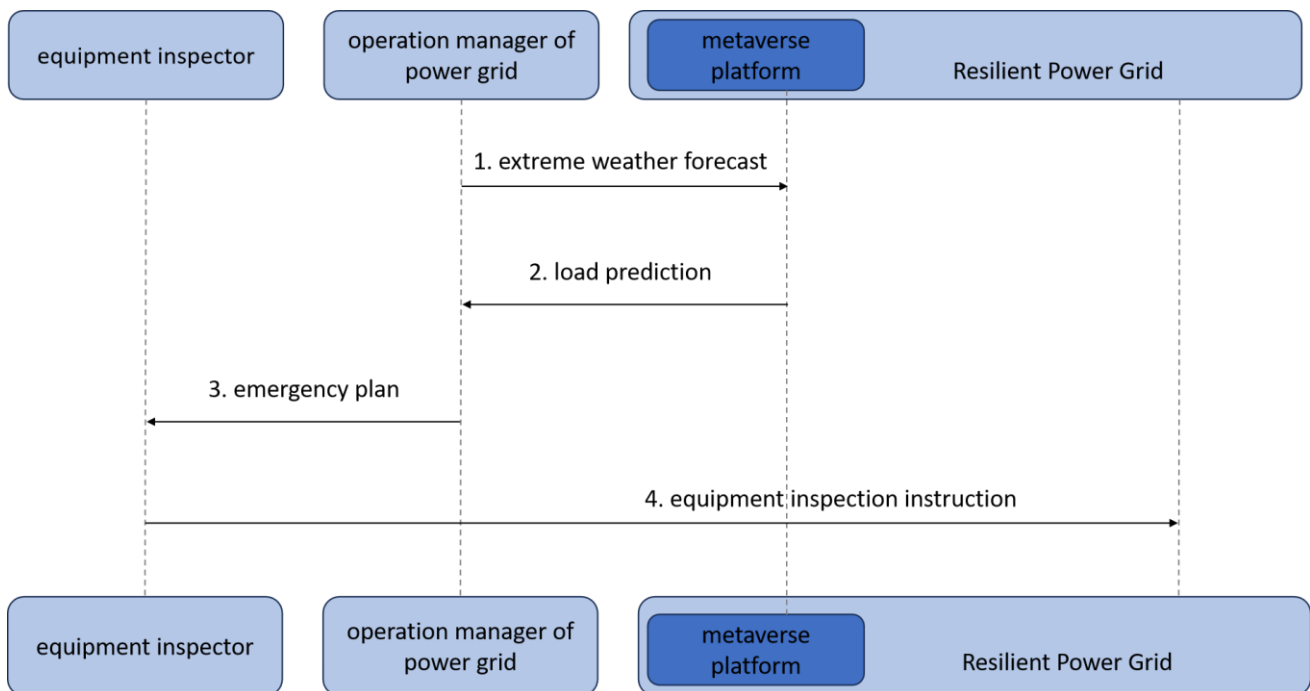 equipment inspector
operation manager of
power grid
metaverse
platform
Resilient Power Grid
1. extreme weather forecast
2. load prediction
3. emergency plan
4. equipment inspection instruction
equipment inspector
operation manager of
power grid
metaverse
platform
Resilient Power Grid